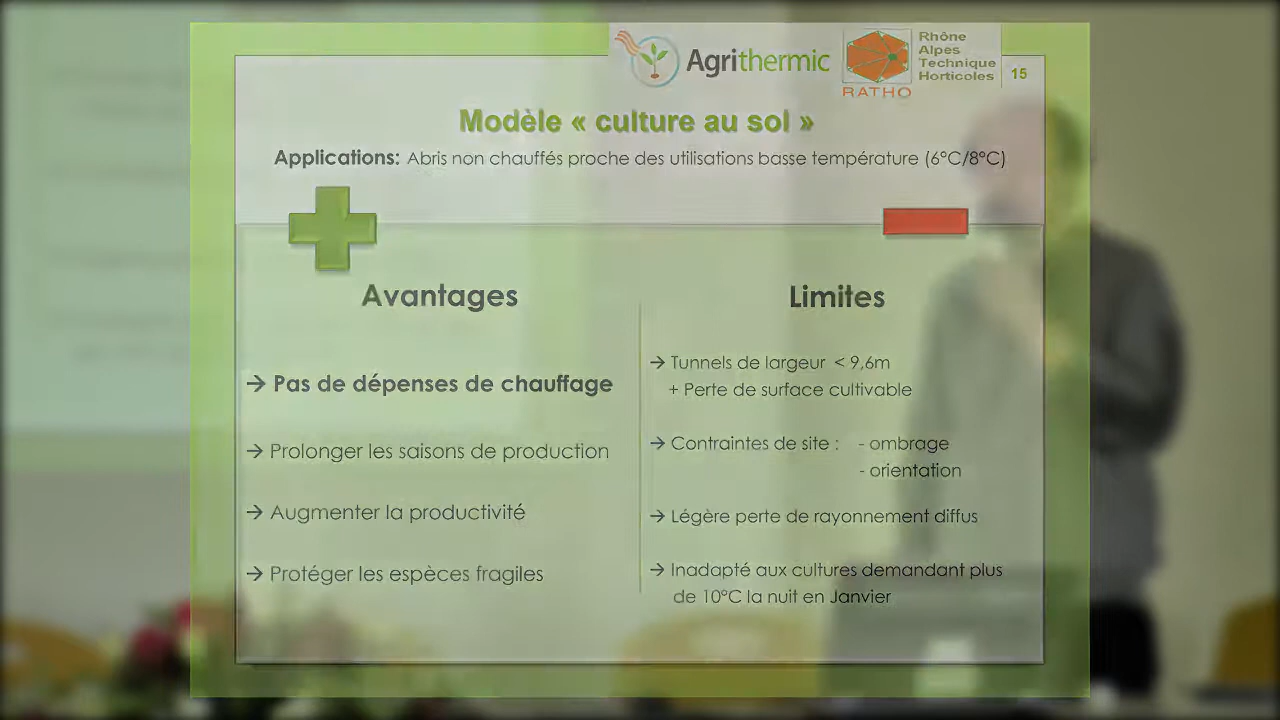 Agrithermic
RATHO
Rhône
Alpes
Technique
Horticoles
15
Modèle « culture au sol »
Applications: Abris non chauffés proche des utilisations basse température (6°C/8°C)
Avantages
→ Pas de dépenses de chauffage
→ Prolonger les saisons de production
→ Augmenter la productivité
→ Protéger les espèces fragiles
Limites
→ Tunnels de largeur < 9,6m
+ Perte de surface cultivable
→ Contraintes de site : - ombrage
- orientation
→ Légère perte de rayonnement diffus
→ Inadapté aux cultures demandant plus
de 10°C la nuit en Janvier